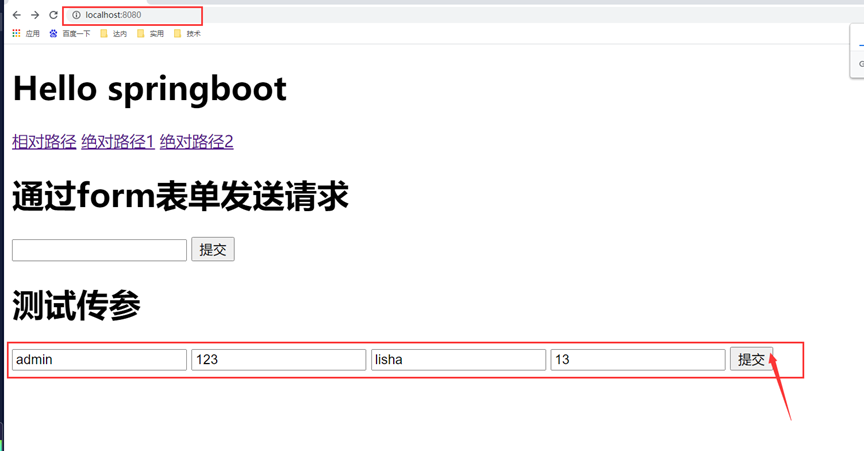 localhost:8080
应用 百度一下 达内 实用 技术
G
Hello springboot
相对路径 绝对路径1 绝对路径2
通过form表单发送请求
提交
测试传参
admin 123 lisha 13 提交